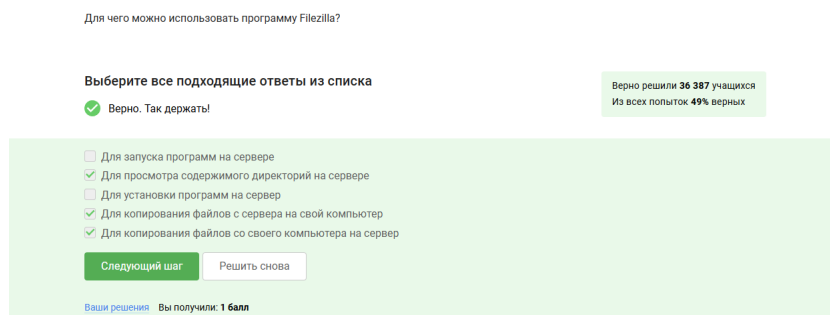 Для чего можно использовать программу Filezilla?
Выберите все подходящие ответы из списка
Верно. Так держать!
Верно решили 36 387 учащихся
Из всех попыток 49% верных
Для запуска программ на сервере
Для просмотра содержимого директорий на сервере
Для установки программ на сервер
Для копирования файлов с сервера на свой компьютер
Для копирования файлов со своего компьютера на сервер
Следующий шаг Решить снова
Ваши решения Вы получили: 1 балл